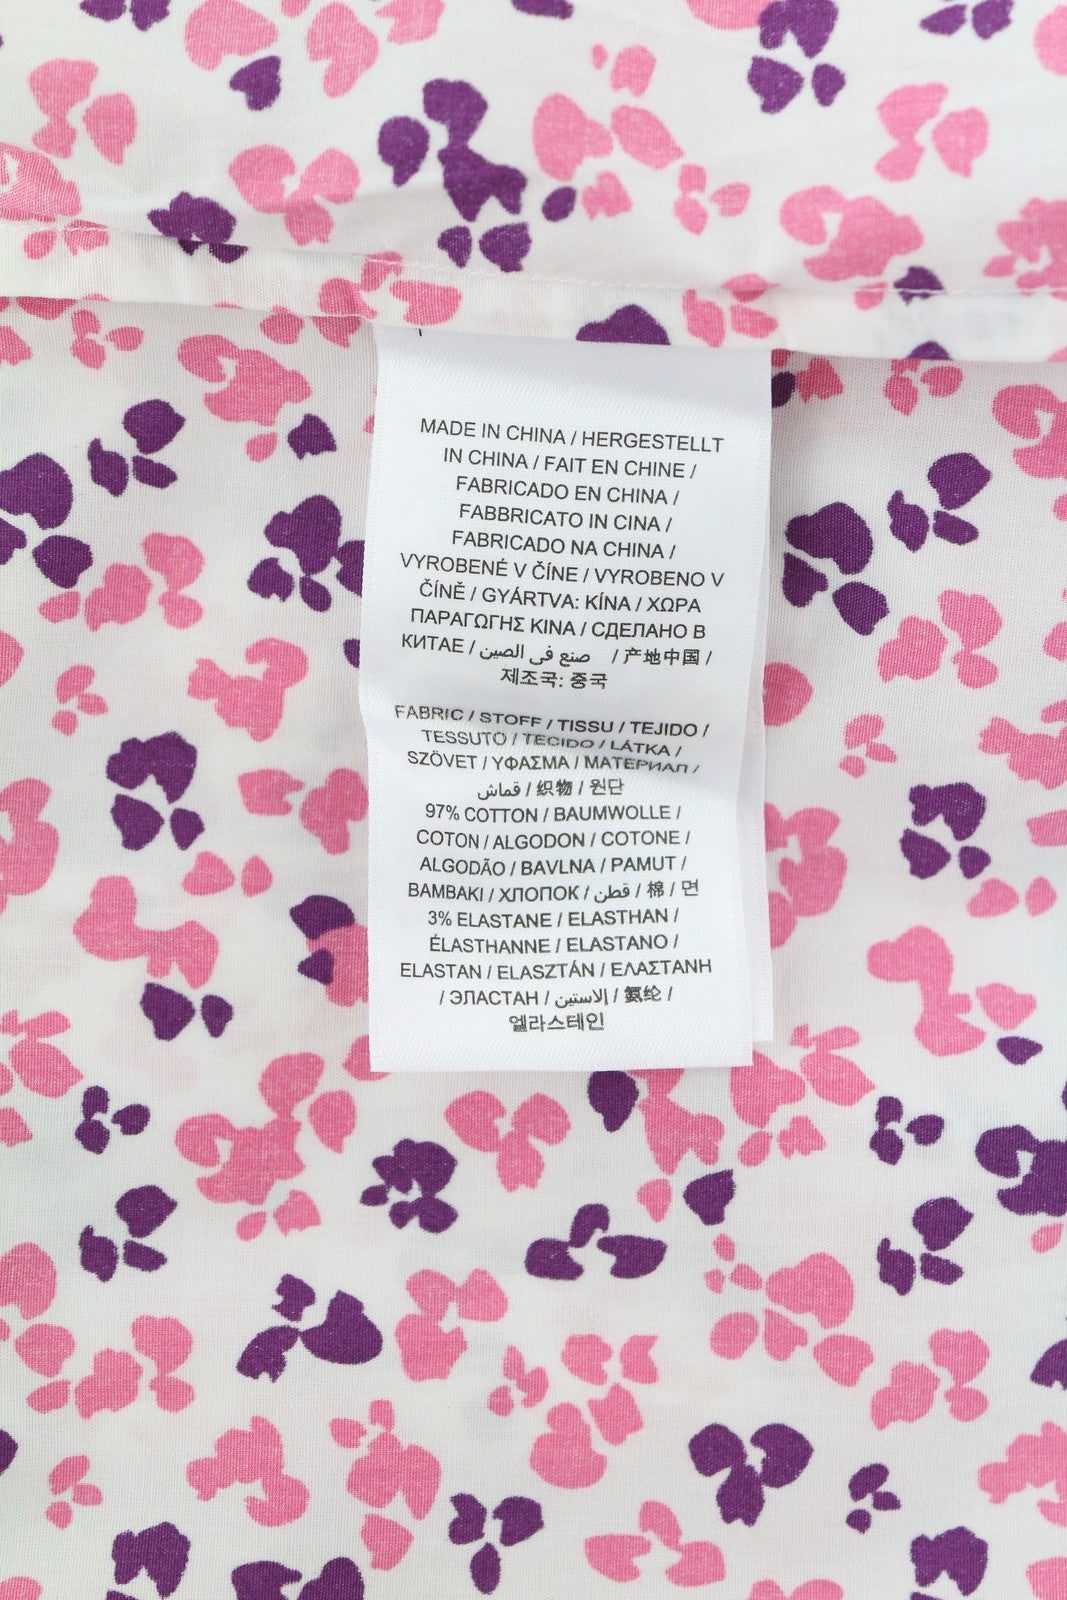 MADE IN CHINA / HERGESTELLT
IN CHINA / FAIT EN CHINE /
FABRICADO EN CHINA /
FABBRICATO IN CINA /
FABRICADO NA CHINA /
VYROBENÉ V ČÍNE / VYROBENO V
ČÍNĚ / GYÁRTVA: KÍNA / ΧΩΡΑ
ΠΑΡΑΓΩΓΗΣ ΚΙΝΑ / СДЕЛАНО В
КИТАЕ / صنع في الصين / 产地中国 /
제조국: 중국
FABRIC / STOFF / TISSU / TEJIDO /
TESSUTO / TECIDO / LÁTKA /
SZÖVET / ΥΦΑΣΜΑ / МАТЕРИАЛ /
قماش / 织物 / 원단
97% COTTON / BAUMWOLLE /
COTON / ALGODON / COTONE /
ALGODÃO / BAVLNA / PAMUT /
ΒΑΜΒΑΚΙ / ХЛОПОК / قطن / 棉 / 면
3% ELASTANE / ELASTHAN /
ÉLASTHANNE / ELASTANO /
ELASTAN / ELASZTÁN / ΕΛΑΣΤΑΝΗ
/ ЭЛАСТАН / إلاستين / 氨纶 /
엘라스테인